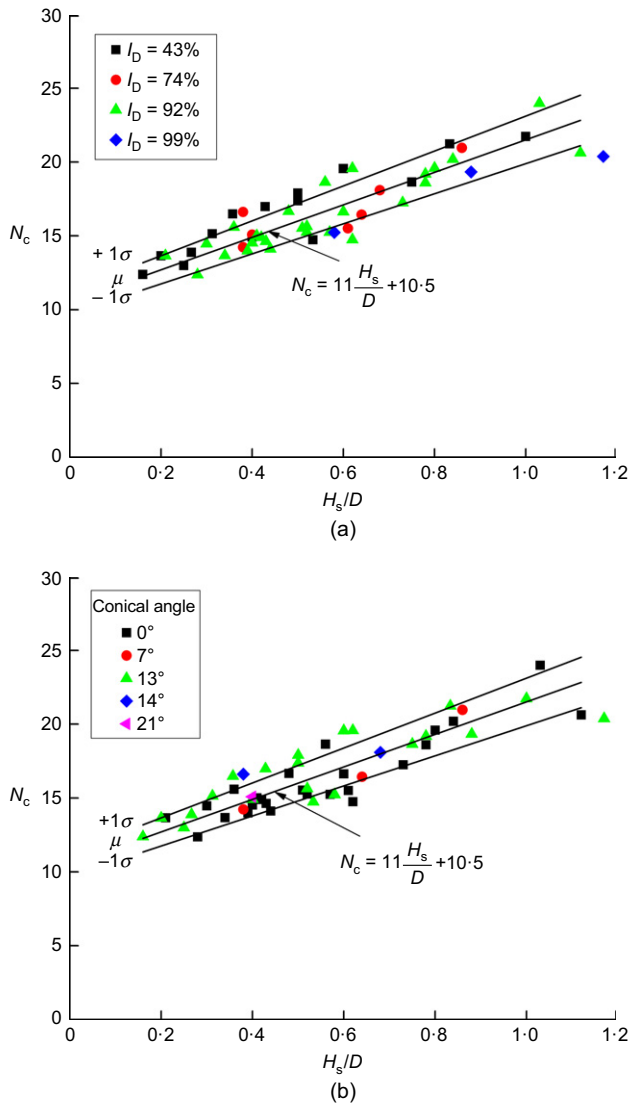 30
25
20
15
10
5
0
N_c
I_D = 43%
I_D = 74%
I_D = 92%
I_D = 99%
+ 1σ
μ
− 1σ
N_c = 11 H_s/D +10·5
0 0·2 0·4 0·6 0·8 1·0 1·2
H_s/D
(a)
30
25
20
15
10
5
0
N_c
Conical angle
0°
7°
13°
14°
21°
+1σ
μ
−1σ
N_c = 11 H_s/D +10·5
0 0·2 0·4 0·6 0·8 1·0 1·2
H_s/D
(b)